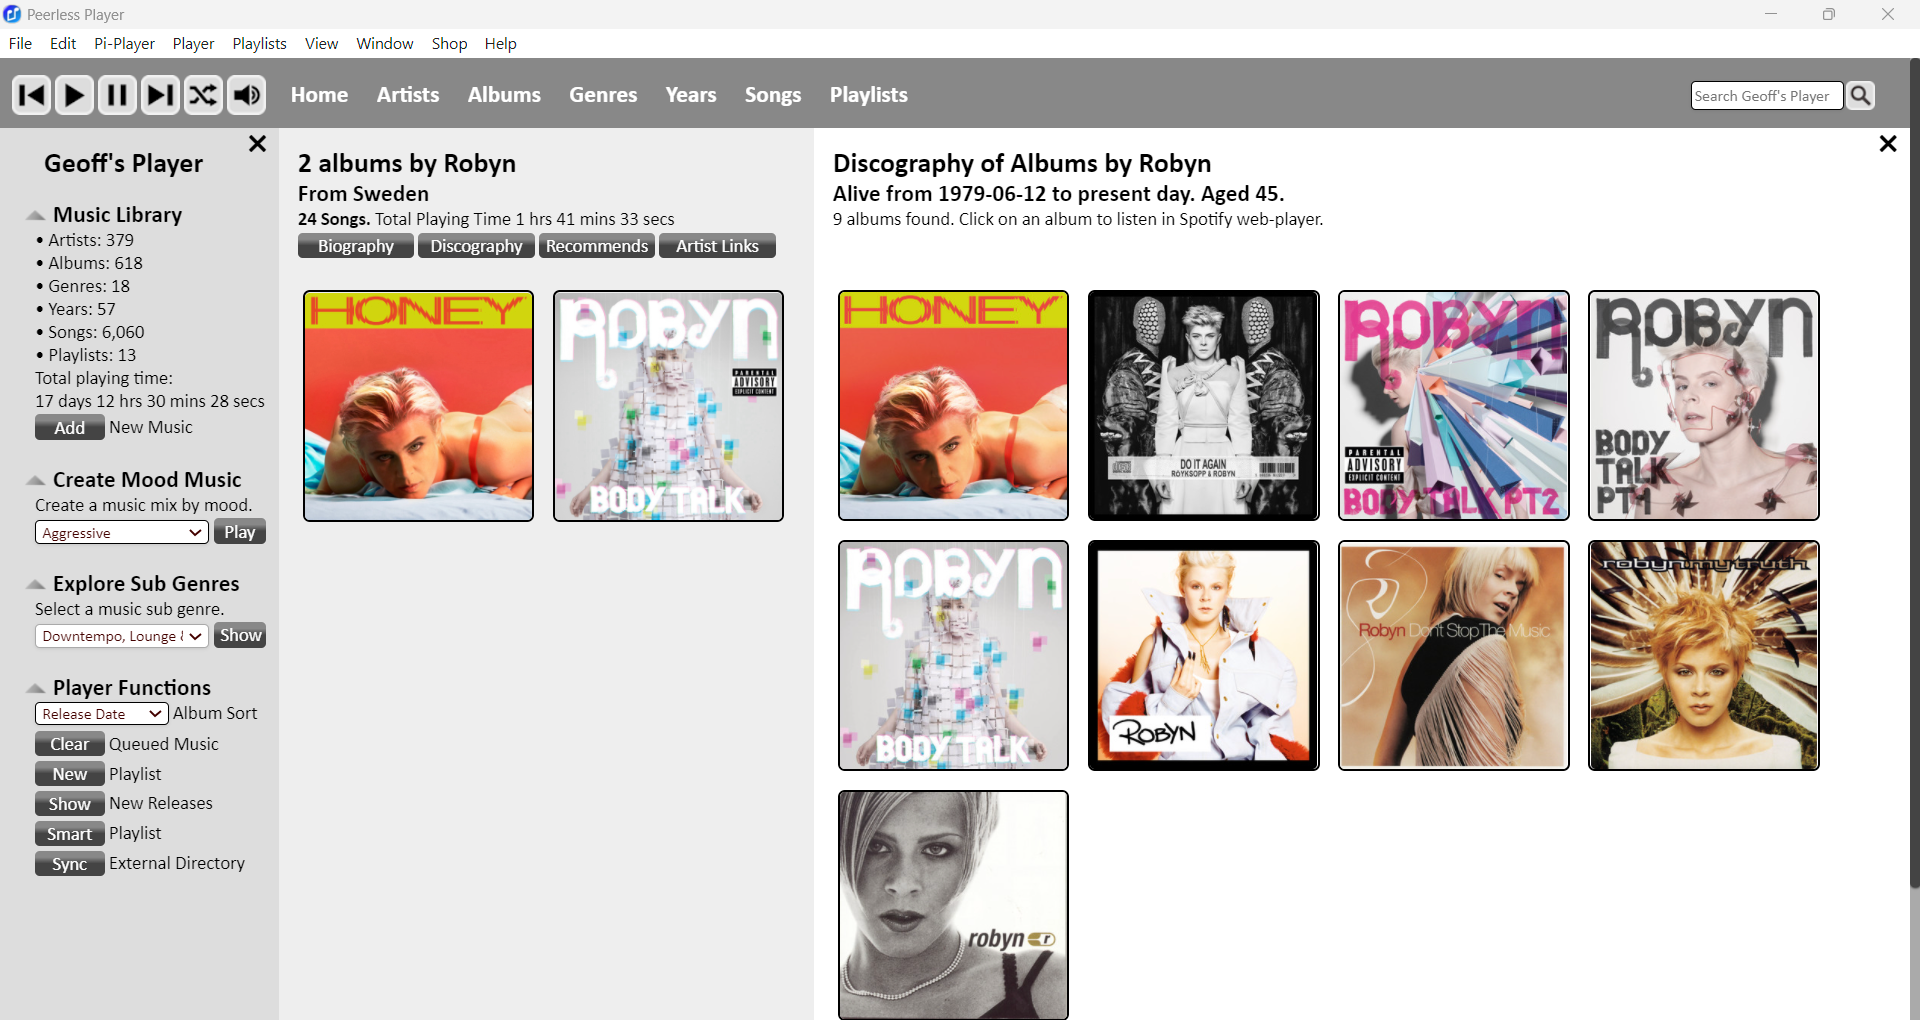 Peerless Player
File Edit Pi-Player Player Playlists View Window Shop Help
Home Artists Albums Genres Years Songs Playlists
Search Geoff's Player
Geoff's Player
Music Library
• Artists: 379
• Albums: 618
• Genres: 18
• Years: 57
• Songs: 6,060
• Playlists: 13
Total playing time:
17 days 12 hrs 30 mins 28 secs
Add New Music
Create Mood Music
Create a music mix by mood.
Aggressive Play
Explore Sub Genres
Select a music sub genre.
Downtempo, Lounge Show
Player Functions
Release Date Album Sort
Clear Queued Music
New Playlist
Show New Releases
Smart Playlist
Sync External Directory
2 albums by Robyn
From Sweden
24 Songs. Total Playing Time 1 hrs 41 mins 33 secs
Biography Discography Recommends Artist Links
HONEY
ROBYN
PARENTAL
ADVISORY
EXPLICIT CONTENT
BODY TALK
Discography of Albums by Robyn
Alive from 1979-06-12 to present day. Aged 45.
9 albums found. Click on an album to listen in Spotify web-player.
HONEY
DO IT AGAIN
RÖYKSOPP & ROBYN
ROBYN
PARENTAL
ADVISORY
EXPLICIT CONTENT
BODY TALK PT2
ROBYN
BODY
TALK
PT1
ROBYN
BODY TALK
ROBYN
R
Robyn Don't Stop The Music
robyn my truth
robyn r